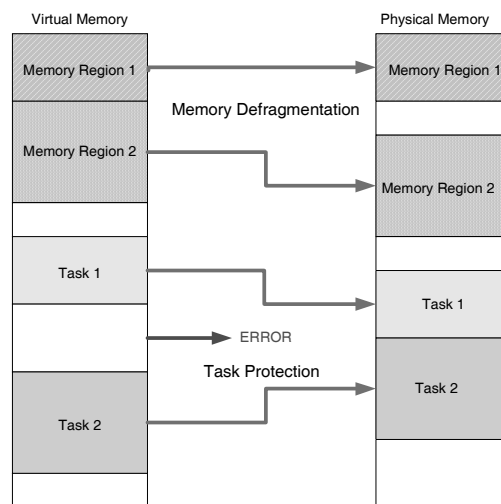 Virtual Memory
Physical Memory
Memory Region 1
Memory Region 1
Memory Defragmentation
Memory Region 2
Memory Region 2
Task 1
Task 1
ERROR
Task Protection
Task 2
Task 2